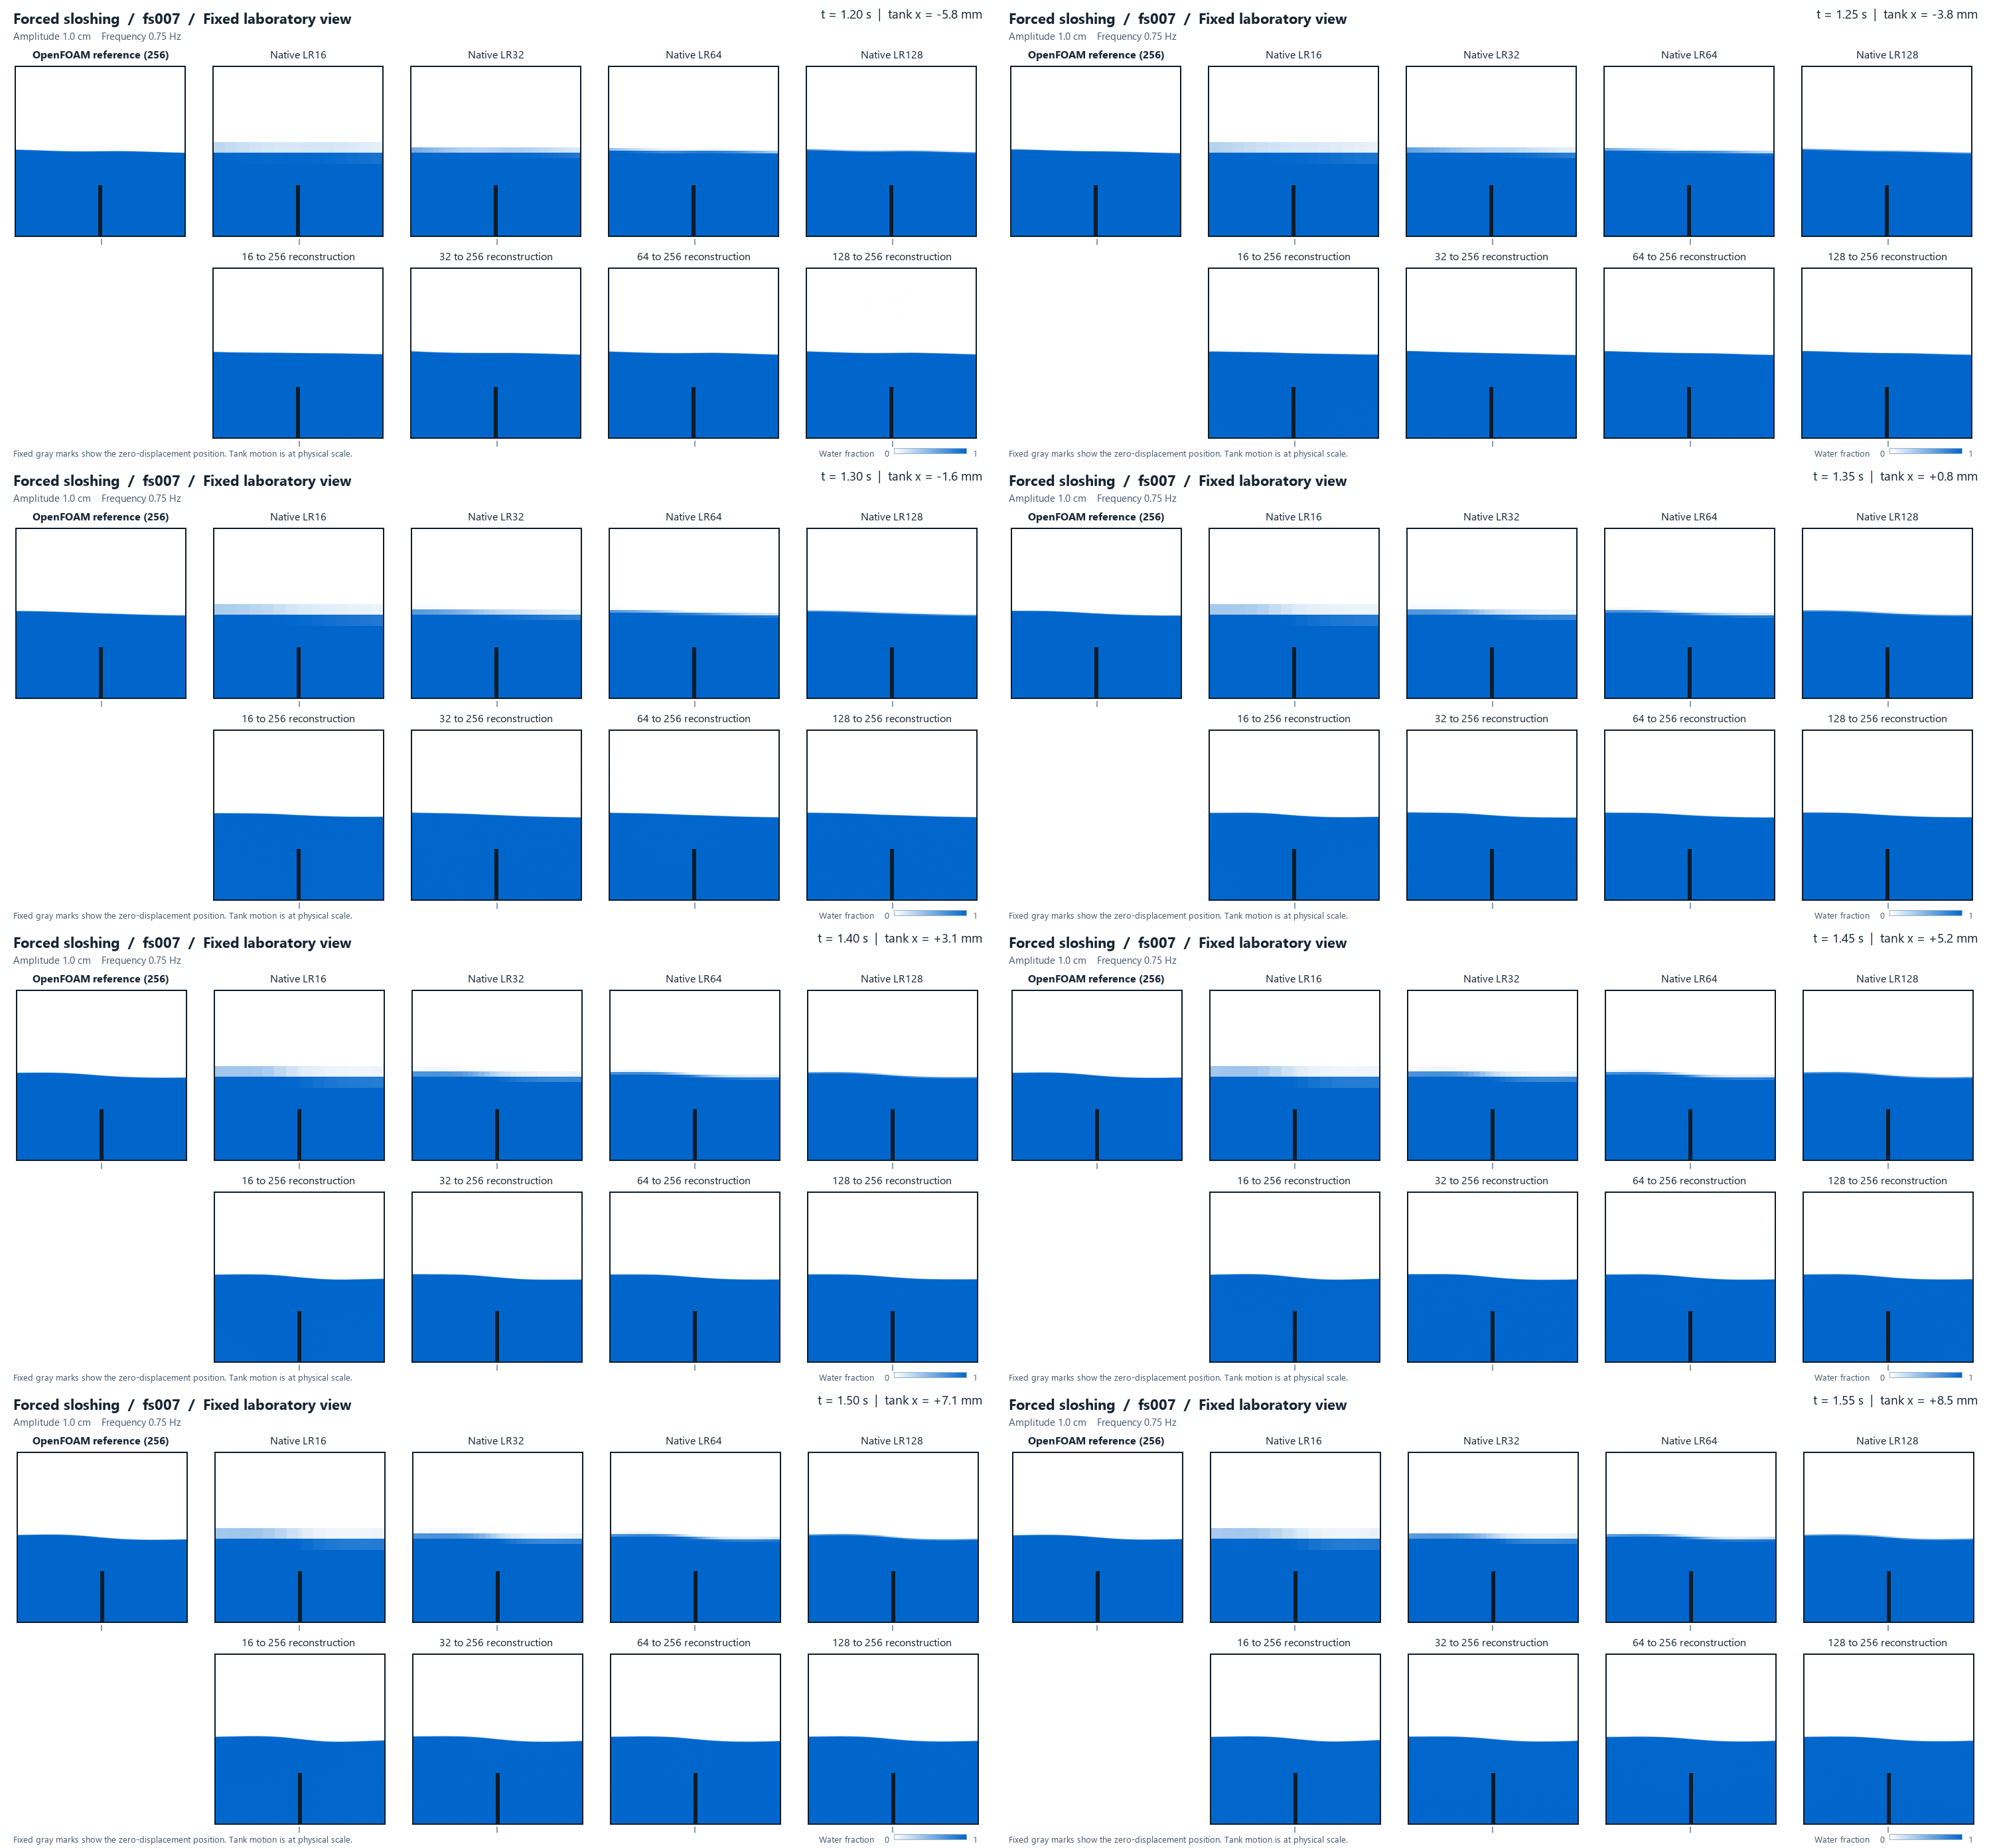 Forced sloshing / fs007 / Fixed laboratory view
t = 1.20 s | tank x = -5.8 mm
Amplitude 1.0 cm Frequency 0.75 Hz
OpenFOAM reference (256) Native LR16 Native LR32 Native LR64 Native LR128
16 to 256 reconstruction 32 to 256 reconstruction 64 to 256 reconstruction 128 to 256 reconstruction
Fixed gray marks show the zero-displacement position. Tank motion is at physical scale.
Water fraction 0 1
Forced sloshing / fs007 / Fixed laboratory view
t = 1.25 s | tank x = -3.8 mm
Amplitude 1.0 cm Frequency 0.75 Hz
OpenFOAM reference (256) Native LR16 Native LR32 Native LR64 Native LR128
16 to 256 reconstruction 32 to 256 reconstruction 64 to 256 reconstruction 128 to 256 reconstruction
Fixed gray marks show the zero-displacement position. Tank motion is at physical scale.
Water fraction 0 1
Forced sloshing / fs007 / Fixed laboratory view
t = 1.30 s | tank x = -1.6 mm
Amplitude 1.0 cm Frequency 0.75 Hz
OpenFOAM reference (256) Native LR16 Native LR32 Native LR64 Native LR128
16 to 256 reconstruction 32 to 256 reconstruction 64 to 256 reconstruction 128 to 256 reconstruction
Fixed gray marks show the zero-displacement position. Tank motion is at physical scale.
Water fraction 0 1
Forced sloshing / fs007 / Fixed laboratory view
t = 1.35 s | tank x = +0.8 mm
Amplitude 1.0 cm Frequency 0.75 Hz
OpenFOAM reference (256) Native LR16 Native LR32 Native LR64 Native LR128
16 to 256 reconstruction 32 to 256 reconstruction 64 to 256 reconstruction 128 to 256 reconstruction
Fixed gray marks show the zero-displacement position. Tank motion is at physical scale.
Water fraction 0 1
Forced sloshing / fs007 / Fixed laboratory view
t = 1.40 s | tank x = +3.1 mm
Amplitude 1.0 cm Frequency 0.75 Hz
OpenFOAM reference (256) Native LR16 Native LR32 Native LR64 Native LR128
16 to 256 reconstruction 32 to 256 reconstruction 64 to 256 reconstruction 128 to 256 reconstruction
Fixed gray marks show the zero-displacement position. Tank motion is at physical scale.
Water fraction 0 1
Forced sloshing / fs007 / Fixed laboratory view
t = 1.45 s | tank x = +5.2 mm
Amplitude 1.0 cm Frequency 0.75 Hz
OpenFOAM reference (256) Native LR16 Native LR32 Native LR64 Native LR128
16 to 256 reconstruction 32 to 256 reconstruction 64 to 256 reconstruction 128 to 256 reconstruction
Fixed gray marks show the zero-displacement position. Tank motion is at physical scale.
Water fraction 0 1
Forced sloshing / fs007 / Fixed laboratory view
t = 1.50 s | tank x = +7.1 mm
Amplitude 1.0 cm Frequency 0.75 Hz
OpenFOAM reference (256) Native LR16 Native LR32 Native LR64 Native LR128
16 to 256 reconstruction 32 to 256 reconstruction 64 to 256 reconstruction 128 to 256 reconstruction
Fixed gray marks show the zero-displacement position. Tank motion is at physical scale.
Water fraction 0 1
Forced sloshing / fs007 / Fixed laboratory view
t = 1.55 s | tank x = +8.5 mm
Amplitude 1.0 cm Frequency 0.75 Hz
OpenFOAM reference (256) Native LR16 Native LR32 Native LR64 Native LR128
16 to 256 reconstruction 32 to 256 reconstruction 64 to 256 reconstruction 128 to 256 reconstruction
Fixed gray marks show the zero-displacement position. Tank motion is at physical scale.
Water fraction 0 1